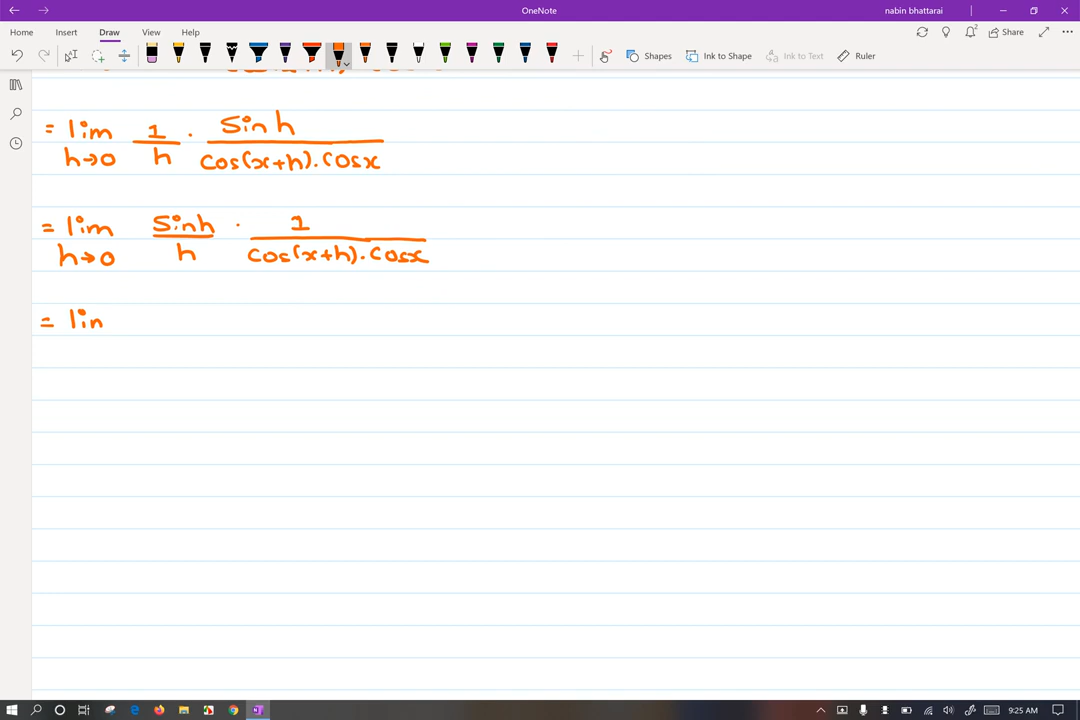 OneNote
nabin bhattarai
Home Insert Draw View Help Share
Shapes Ink to Shape Ink to Text Ruler
= lim 1/h · Sinh / cos(x+h).cosx
h→0
= lim Sinh/h · 1 / cos(x+h).cosx
h→0
= lin
9:25 AM